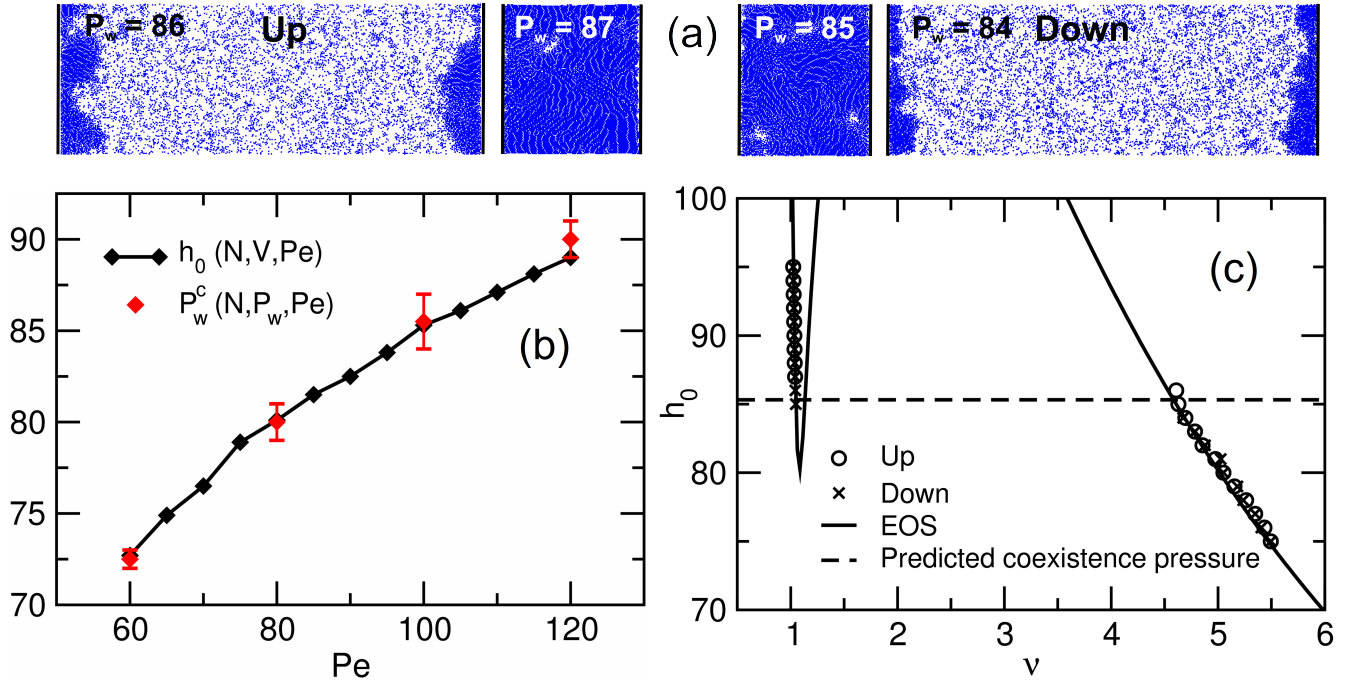 P_w = 86 Up P_w = 87 (a) P_w = 85 P_w = 84 Down
90
85
80
75
70
60 80 100 120
Pe
h_0 (N,V,Pe)
P_w^c (N,P_w,Pe)
(b)
100
90
80
70
h_0
1 2 3 4 5 6
ν
(c)
Up
Down
EOS
Predicted coexistence pressure